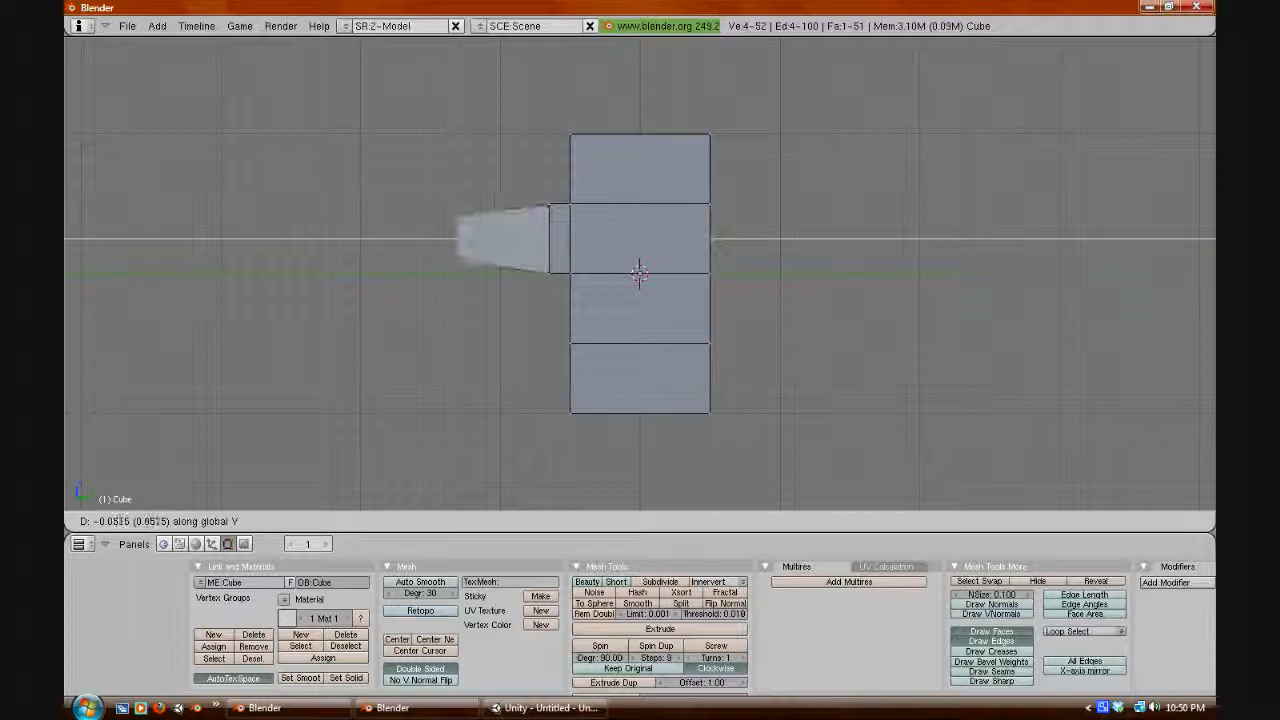 Blender
File Add Timeline Game Render Help SR:2-Model SCE:Scene www.blender.org 249.2 Ve:4-52 | Ed:4-100 | Fa:1-51 | Mem:3.10M (0.09M) Cube
(1) Cube
D: -0.0515 (0.0515) along global Y
Panels 1
Link and Materials Mesh Mesh Tools Multires UV Calculation Mesh Tools More Modifiers
ME:Cube F OB:Cube Auto Smooth TexMesh: Beauty Short Subdivide Innervert Add Multires Select Swap Hide Reveal Add Modifier
Vertex Groups Material Degr: 30 Sticky Make Noise Hash Xsort Fractal NSize: 0.100 Edge Length
To Sphere Smooth Split Flip Normal Draw Normals Edge Angles
1 Mat 1 ? Retopo UV Texture New Rem Doubl Limit: 0.001 Threshold: 0.010 Draw VNormals Face Area
Vertex Color New Extrude
New Delete New Delete Center Center Ne Draw Faces Loop Select
Assign Remove Select Deselect Center Cursor Spin Spin Dup Screw Draw Edges
Select Desel. Assign Degr: 90.00 Steps: 9 Turns: 1 Draw Creases
Double Sided Keep Original Clockwise Draw Bevel Weights All Edges
AutoTexSpace Set Smoot Set Solid No V.Normal Flip Extrude Dup Offset: 1.00 Draw Seams X-axis mirror
Draw Sharp
Blender Blender Unity - Untitled - Un... 10:50 PM